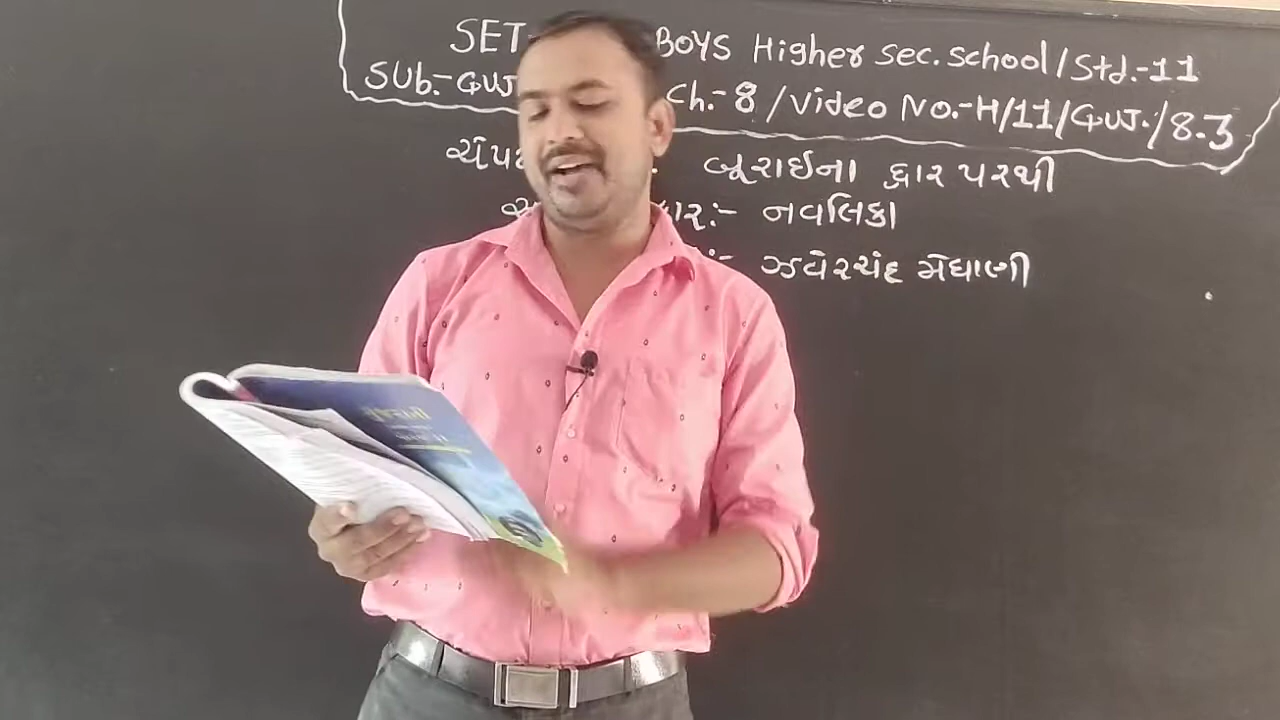 SET- BOYS Higher Sec. School / Std.-11
Sub.- Guj Ch.- 8 / Video No.-H/11/Guj./8.3
બૂરાઈના દ્વાર પરથી
નવલિકા
ઝવેરચંદ મેઘાણી
ગુજરાતી